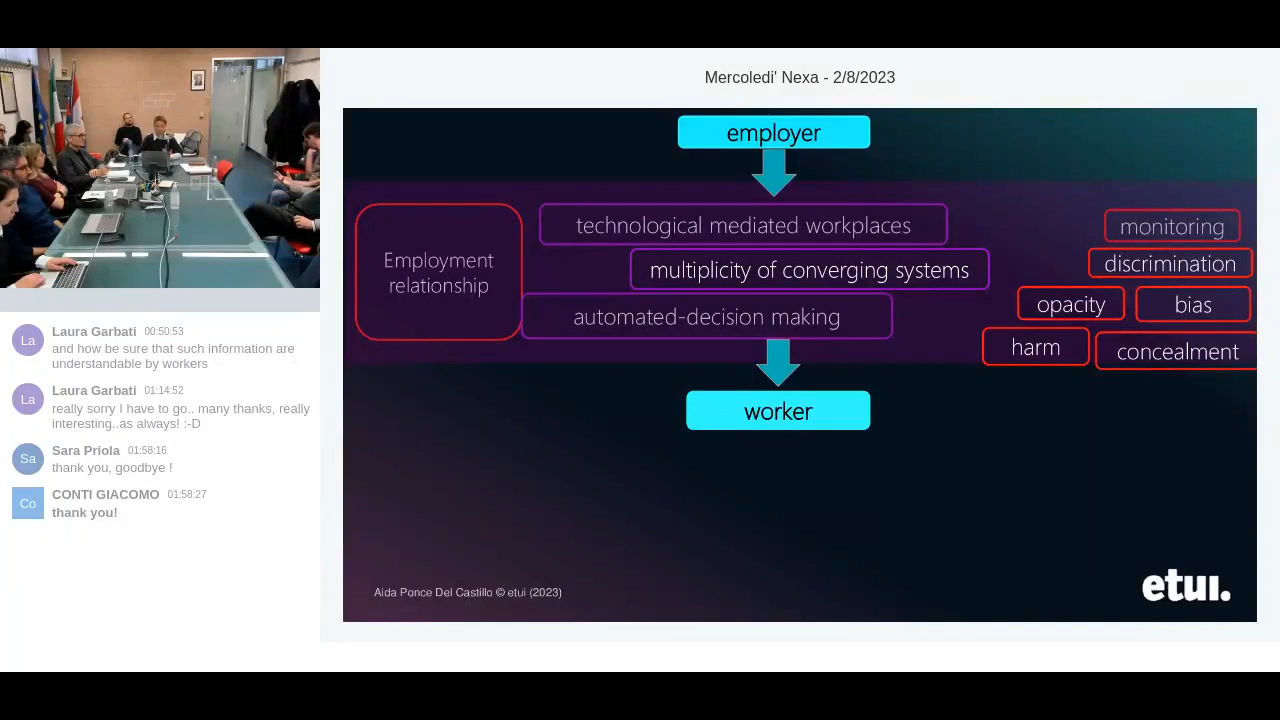 Mercoledi' Nexa - 2/8/2023
employer
technological mediated workplaces
multiplicity of converging systems
automated-decision making
Employment
relationship
worker
monitoring
discrimination
opacity
bias
harm
concealment
Aida Ponce Del Castillo © etui (2023)
etui.
La
Laura Garbati 00:50:53
and how be sure that such information are
understandable by workers
La
Laura Garbati 01:14:52
really sorry I have to go.. many thanks, really
interesting..as always! :-D
Sa
Sara Priola 01:58:16
thank you, goodbye !
Co
CONTI GIACOMO 01:58:27
thank you!